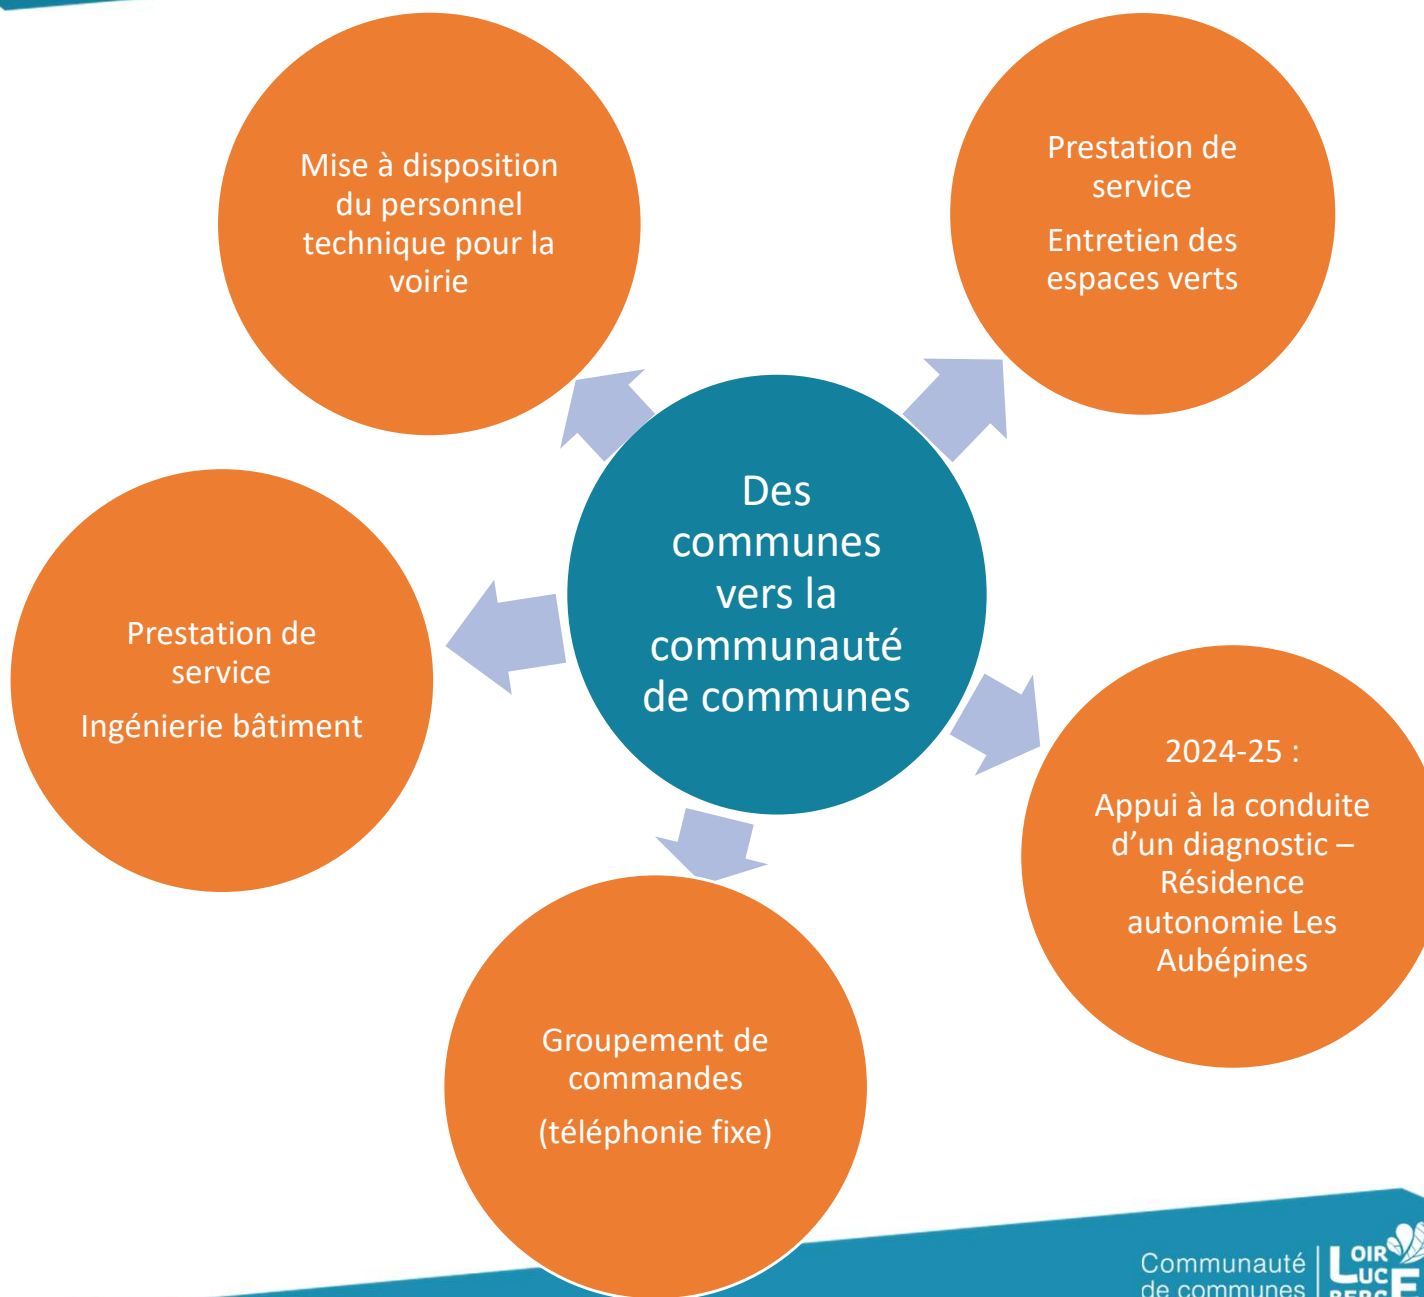 Mise à disposition
du personnel
technique pour la
voirie
Prestation de
service
Entretien des
espaces verts
Des
communes
vers la
communauté
de communes
Prestation de
service
Ingénierie bâtiment
2024-25 :
Appui à la conduite
d’un diagnostic –
Résidence
autonomie Les
Aubépines
Groupement de
commandes
(téléphonie fixe)
Communauté
de communes
LOIR
LUCÉ